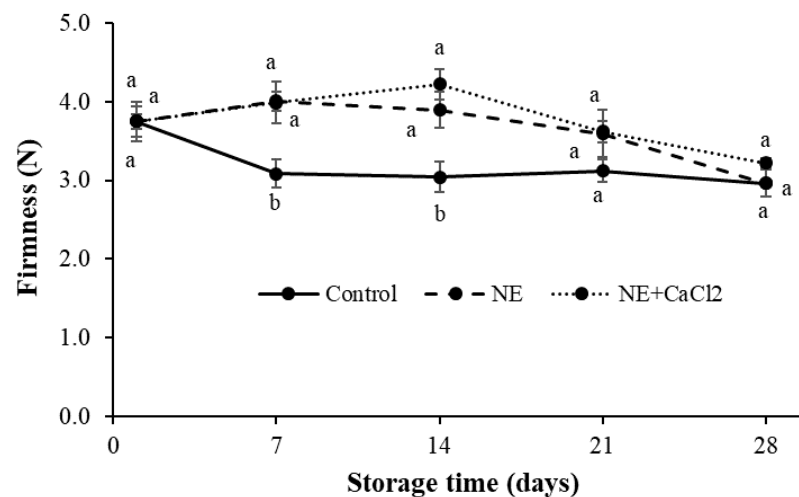 5.0
a
a
a
a
a
a
4.0
a
a
a
a
a
3.0
a
b
b
a
a
2.0
Control
NE
NE+CaCl2
1.0
0.0
0
7
14
21
28
Firmness (N)
Storage time (days)